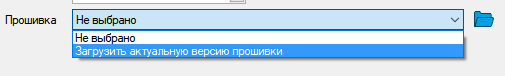 Прошивка Не выбрано
Не выбрано
Загрузить актуальную версию прошивки